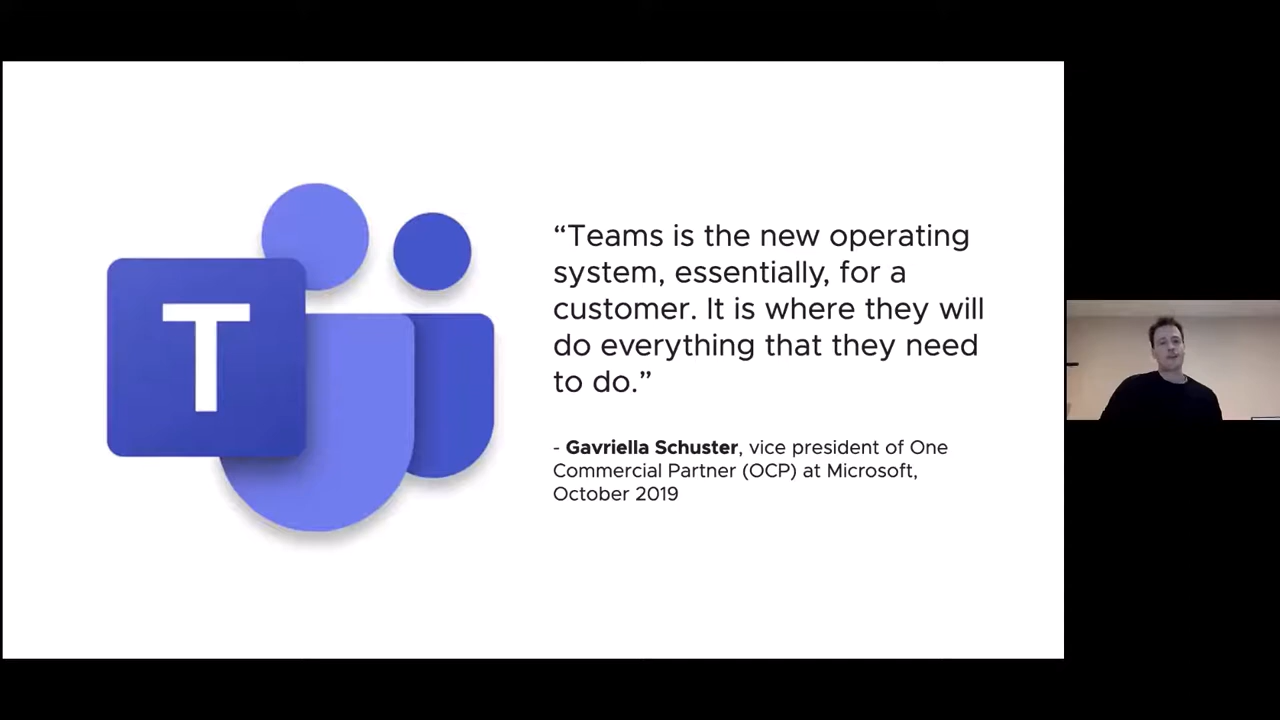 T
“Teams is the new operating
system, essentially, for a
customer. It is where they will
do everything that they need
to do.”
- Gavriella Schuster, vice president of One
Commercial Partner (OCP) at Microsoft,
October 2019